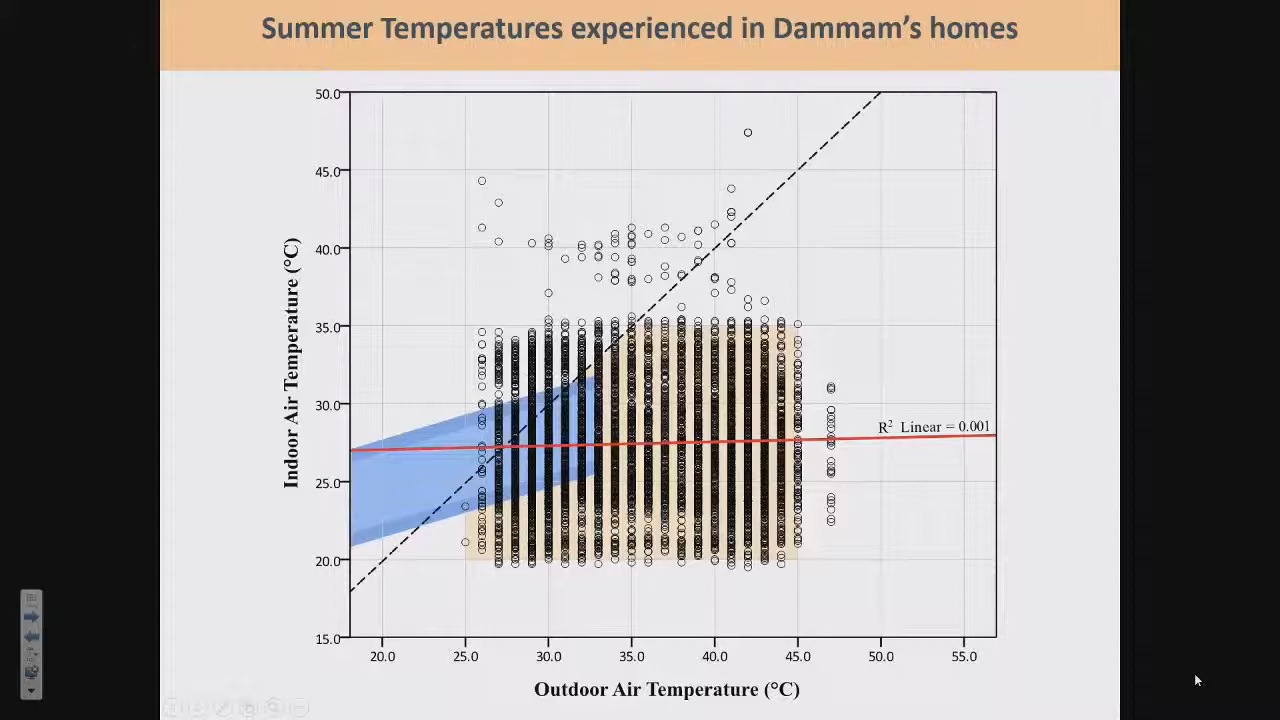 Summer Temperatures experienced in Dammam's homes
50.0
45.0
40.0
35.0
30.0
25.0
20.0
15.0
Indoor Air Temperature (°C)
R² Linear = 0.001
20.0 25.0 30.0 35.0 40.0 45.0 50.0 55.0
Outdoor Air Temperature (°C)